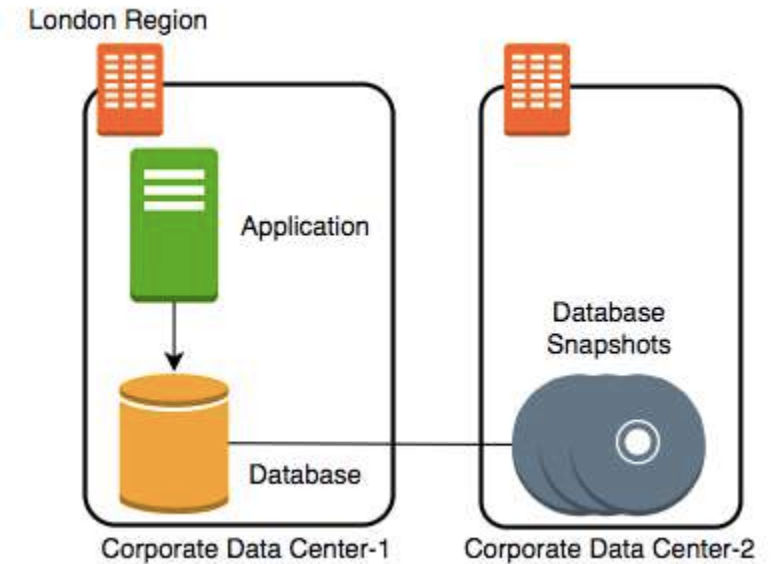 London Region
Application
Database
Snapshots
Database
Corporate Data Center-1
Corporate Data Center-2